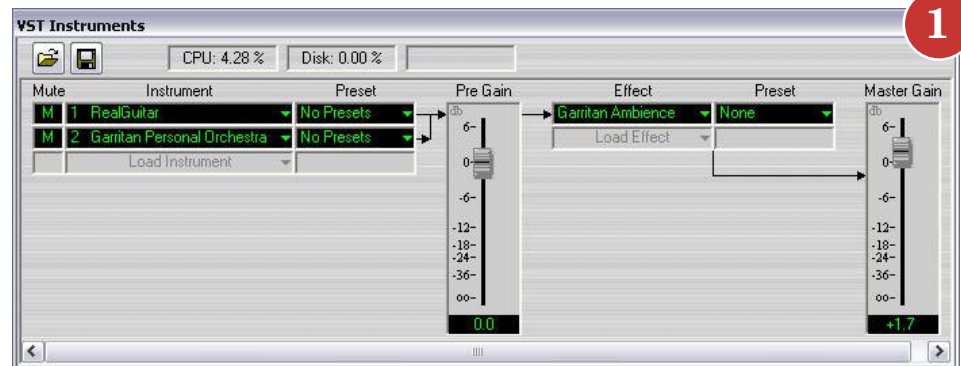 VST Instruments
1
CPU: 4.28 % Disk: 0.00 %
Mute Instrument Preset Pre Gain Effect Preset Master Gain
M 1 RealGuitar No Presets db Garritan Ambience None db
M 2 Garritan Personal Orchestra No Presets 6- Load Effect 6-
Load Instrument 0- 0-
-6- -6-
-12- -12-
-18- -18-
-24- -24-
-36- -36-
oo- oo-
0.0 +1.7